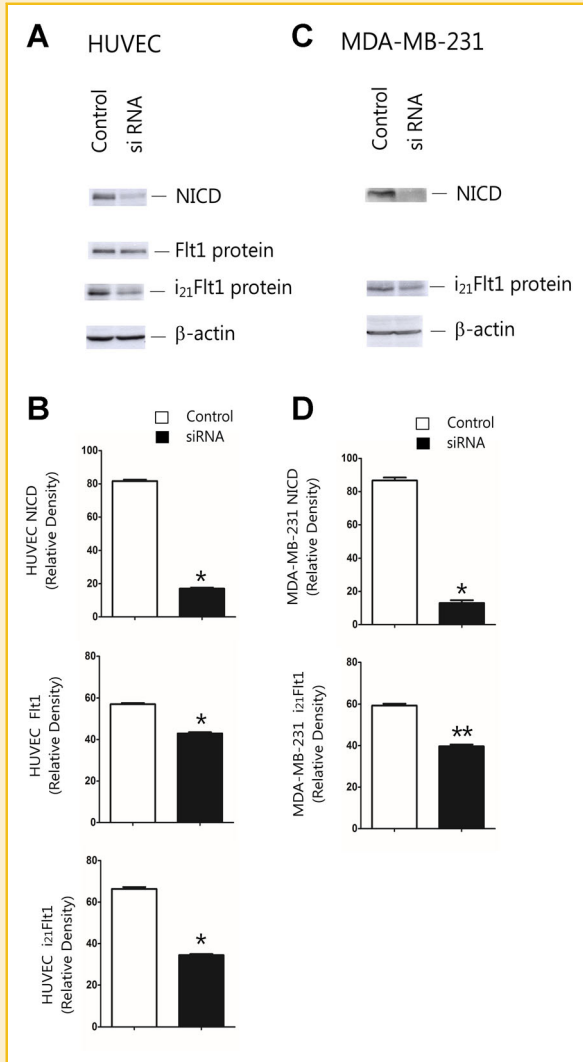 A HUVEC
Control
si RNA
NICD
Flt1 protein
i21Flt1 protein
β-actin
C MDA-MB-231
Control
si RNA
NICD
i21Flt1 protein
β-actin
B
Control
siRNA
HUVEC NICD
(Relative Density)
100
80
60
40
20
0
*
HUVEC Flt1
(Relative Density)
80
60
40
20
0
*
HUVEC i21Flt1
(Relative Density)
80
60
40
20
0
*
D
Control
siRNA
MDA-MB-231 NICD
(Relative Density)
100
80
60
40
20
0
*
MDA-MB-231 i21Flt1
(Relative Density)
80
60
40
20
0
**